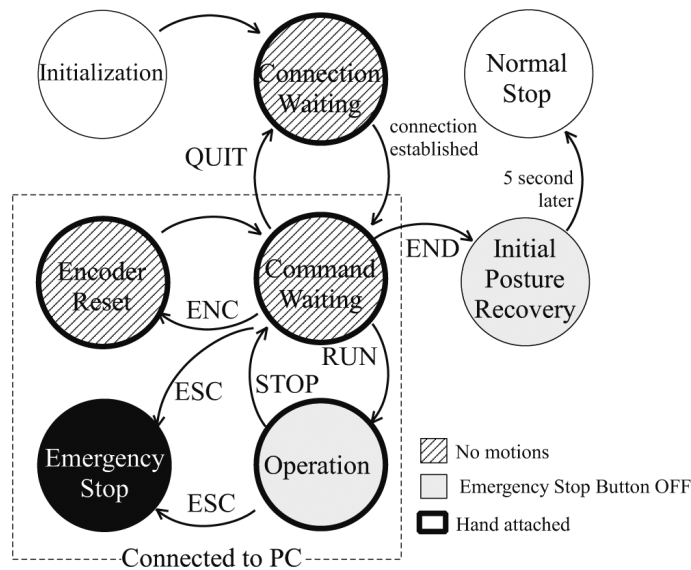 Initialization
Connection
Waiting
Normal
Stop
connection
established
QUIT
5 second
later
Encoder
Reset
Command
Waiting
END
Initial
Posture
Recovery
ENC
RUN
ESC
STOP
Emergency
Stop
Operation
ESC
No motions
Emergency Stop Button OFF
Hand attached
Connected to PC